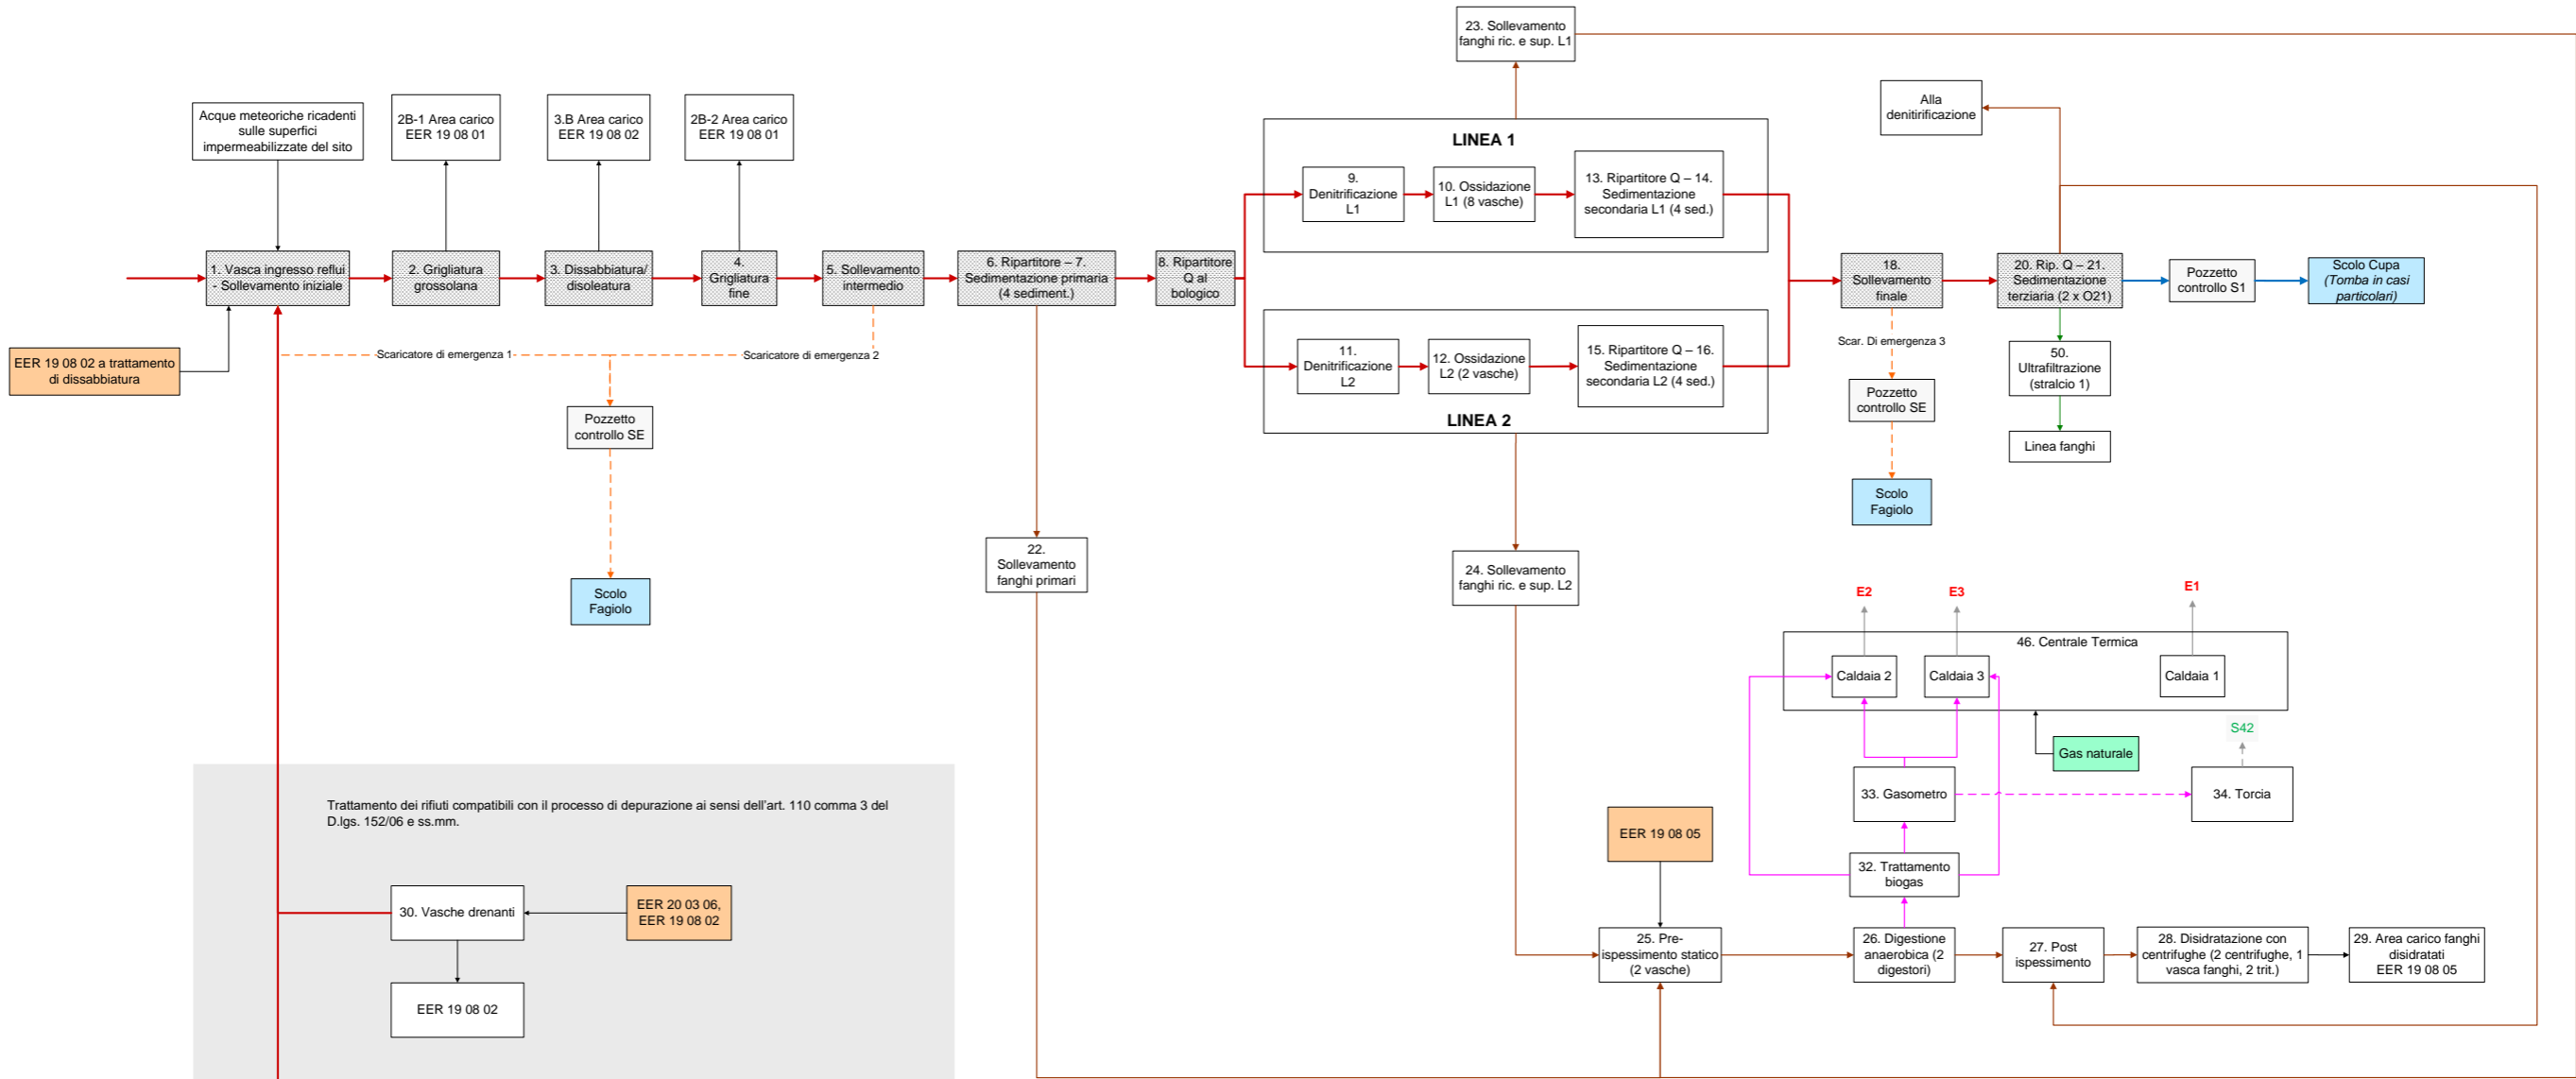 23. Sollevamento
fanghi ric. e sup. L1
Acque meteoriche ricadenti
sulle superfici
impermeabilizzate del sito
2B-1 Area carico
EER 19 08 01
3.B Area carico
EER 19 08 02
2B-2 Area carico
EER 19 08 01
Alla
denitirificazione
LINEA 1
9.
Denitrificazione
L1
10. Ossidazione
L1 (8 vasche)
13. Ripartitore Q – 14.
Sedimentazione
secondaria L1 (4 sed.)
1. Vasca ingresso reflui
- Sollevamento iniziale
2. Grigliatura
grossolana
3. Dissabbiatura/
disoleatura
4.
Grigliatura
fine
5. Sollevamento
intermedio
6. Ripartitore – 7.
Sedimentazione primaria
(4 sediment.)
8. Ripartitore
Q al
bologico
18.
Sollevamento
finale
20. Rip. Q – 21.
Sedimentazione
terziaria (2 x O21)
Pozzetto
controllo S1
Scolo Cupa
(Tomba in casi
particolari)
EER 19 08 02 a trattamento
di dissabbiatura
Scaricatore di emergenza 1
Scaricatore di emergenza 2
11.
Denitrificazione
L2
12. Ossidazione
L2 (2 vasche)
15. Ripartitore Q – 16.
Sedimentazione
secondaria L2 (4 sed.)
LINEA 2
Scar. Di emergenza 3
50.
Ultrafiltrazione
(stralcio 1)
Pozzetto
controllo SE
Pozzetto
controllo SE
Linea fanghi
Scolo
Fagiolo
22.
Sollevamento
fanghi primari
24. Sollevamento
fanghi ric. e sup. L2
Scolo
Fagiolo
E2
E3
E1
46. Centrale Termica
Caldaia 2
Caldaia 3
Caldaia 1
S42
Gas naturale
33. Gasometro
34. Torcia
Trattamento dei rifiuti compatibili con il processo di depurazione ai sensi dell'art. 110 comma 3 del
D.lgs. 152/06 e ss.mm.
EER 19 08 05
32. Trattamento
biogas
30. Vasche drenanti
EER 20 03 06,
EER 19 08 02
25. Pre-
ispessimento statico
(2 vasche)
26. Digestione
anaerobica (2
digestori)
27. Post
ispessimento
28. Disidratazione con
centrifughe (2 centrifughe, 1
vasca fanghi, 2 trit.)
29. Area carico fanghi
disidratati
EER 19 08 05
EER 19 08 02